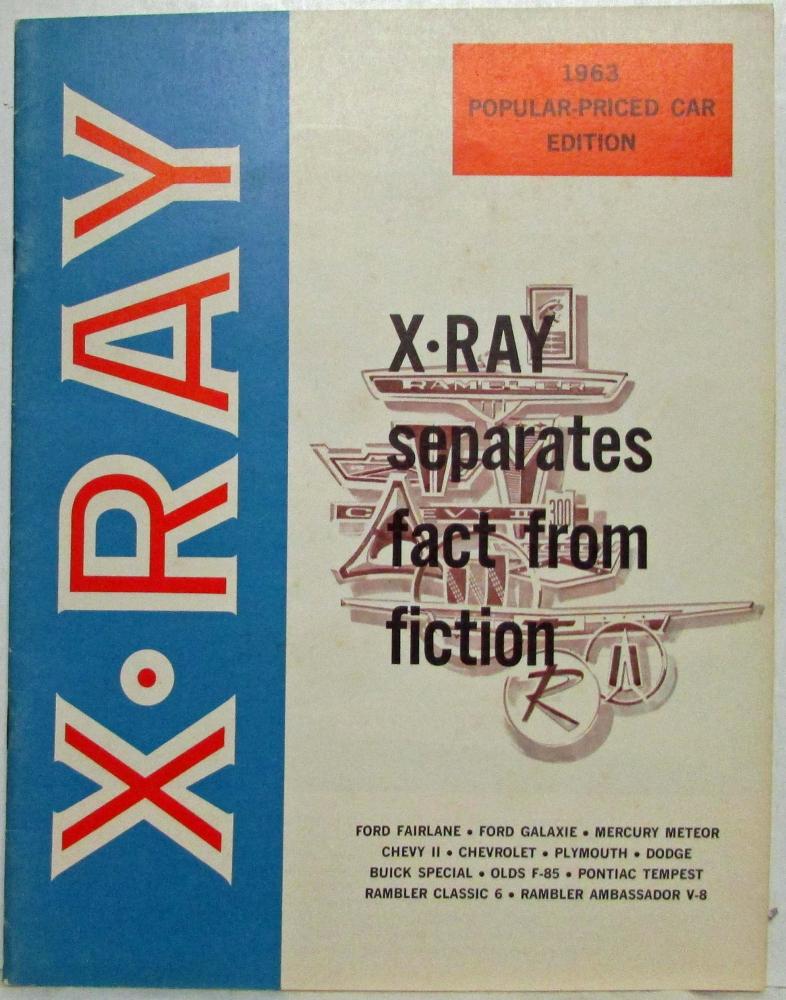 X·RAY
1963
POPULAR-PRICED CAR
EDITION
X·RAY
RAMBLER
separates
CHEVY II
300
fact from
fiction
R
FORD FAIRLANE • FORD GALAXIE • MERCURY METEOR
CHEVY II • CHEVROLET • PLYMOUTH • DODGE
BUICK SPECIAL • OLDS F-85 • PONTIAC TEMPEST
RAMBLER CLASSIC 6 • RAMBLER AMBASSADOR V-8